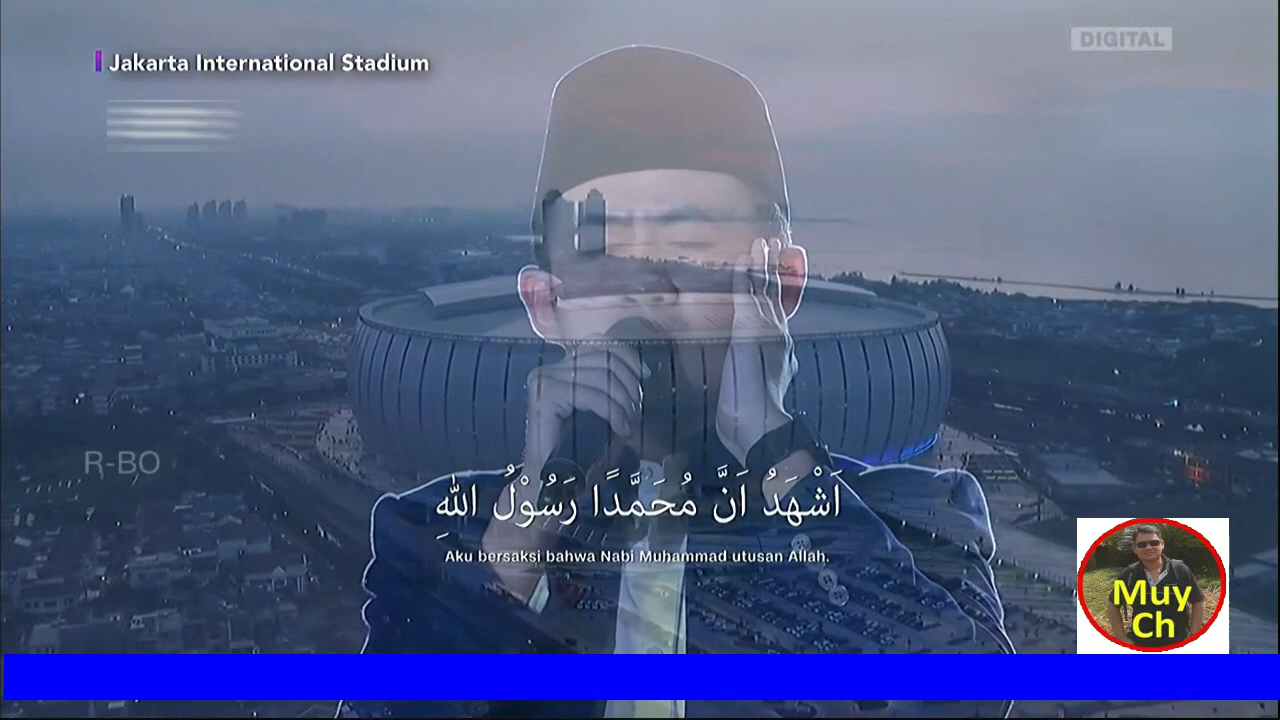 Jakarta International Stadium
DIGITAL
R-BO
اَشْهَدُ اَنَّ مُحَمَّدًا رَسُوْلُ اللهِ
Aku bersaksi bahwa Nabi Muhammad utusan Allah.
Muy
Ch